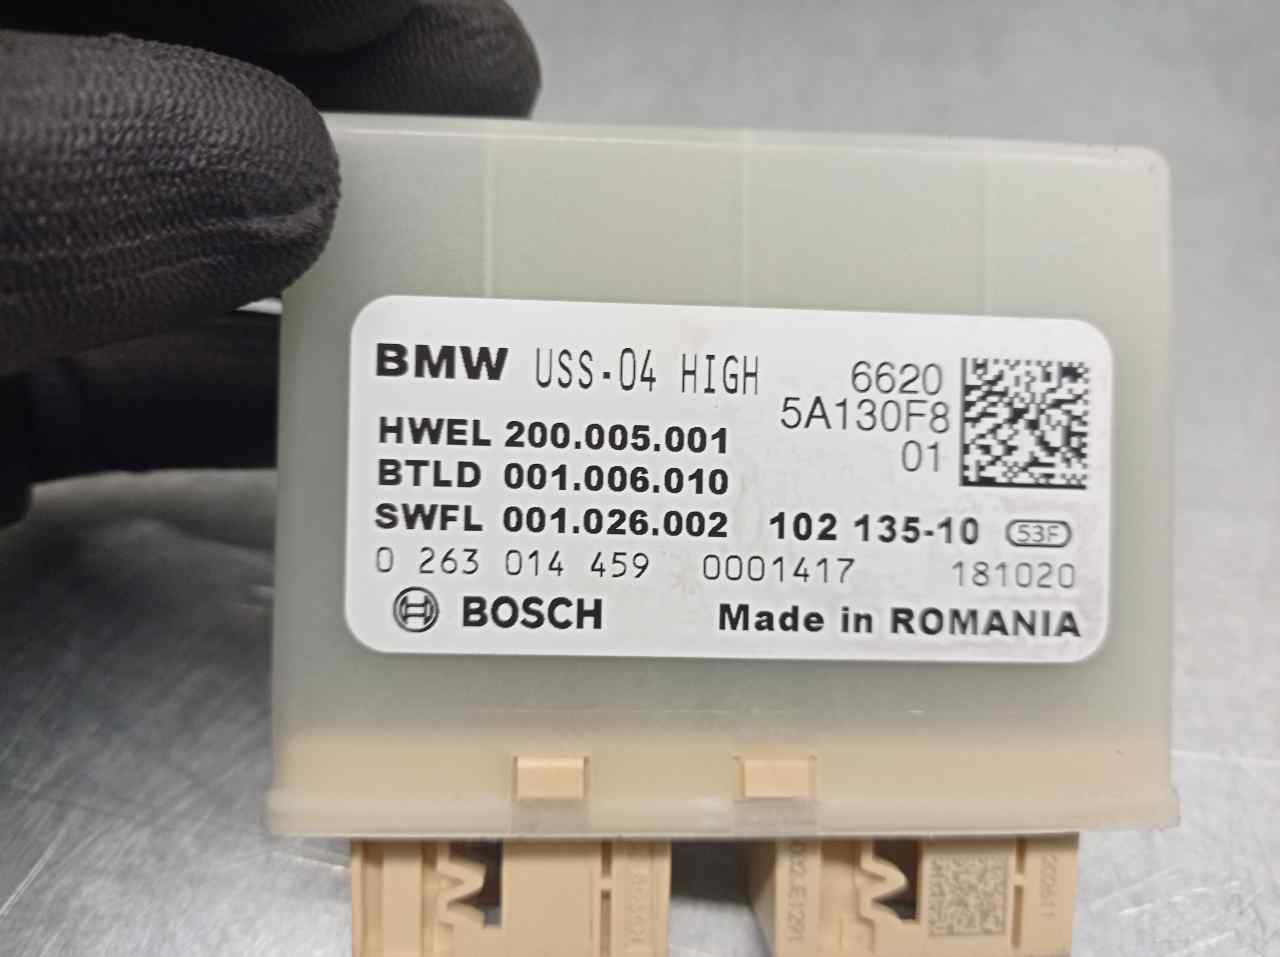 BMW USS-04 HIGH 6620
5A130F8
01
HWEL 200.005.001
BTLD 001.006.010
SWFL 001.026.002 102 135-10 53F
0 263 014 459 0001417 181020
BOSCH Made in ROMANIA